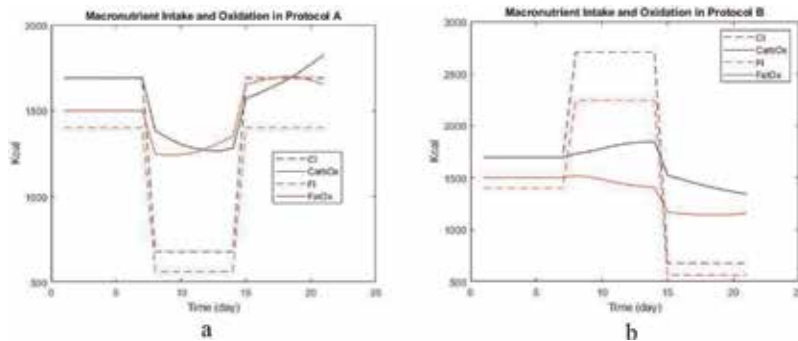 Macronutrient Intake and Oxidation in Protocol A
2000
1500
1000
500
Kcal
CI
CarbOx
FI
FatOx
0
5
10
15
20
25
Time (day)
a
Macronutrient Intake and Oxidation in Protocol B
3000
2500
2000
1500
1000
500
Kcal
CI
CarbOx
FI
FatOx
0
5
10
15
20
25
Time (day)
b